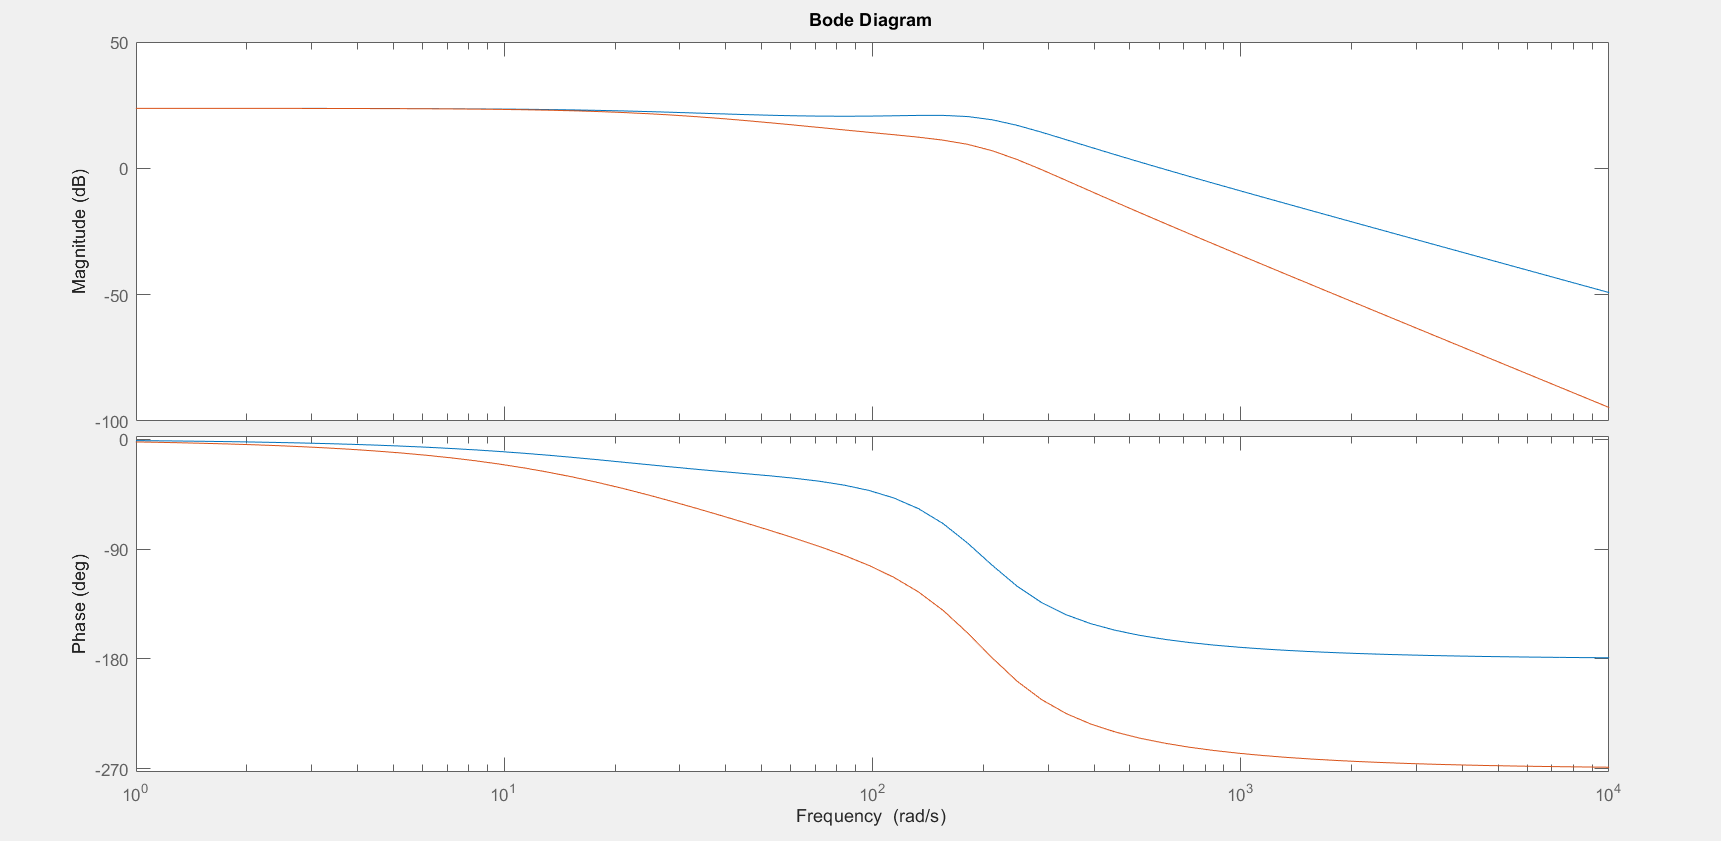 Bode Diagram
50
0
-50
-100
Magnitude (dB)
0
-90
-180
-270
Phase (deg)
10^0 10^1 10^2 10^3 10^4
Frequency (rad/s)